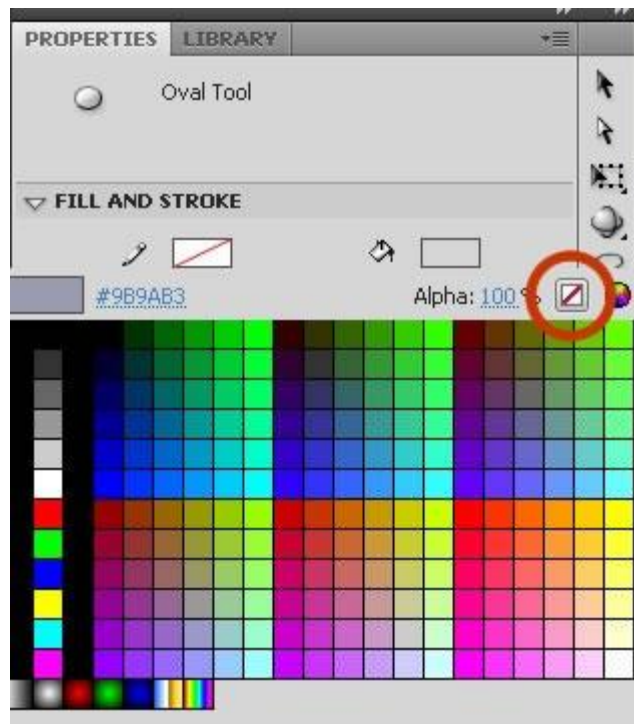 PROPERTIES LIBRARY
Oval Tool
FILL AND STROKE
#9B9AB3 Alpha: 100 %